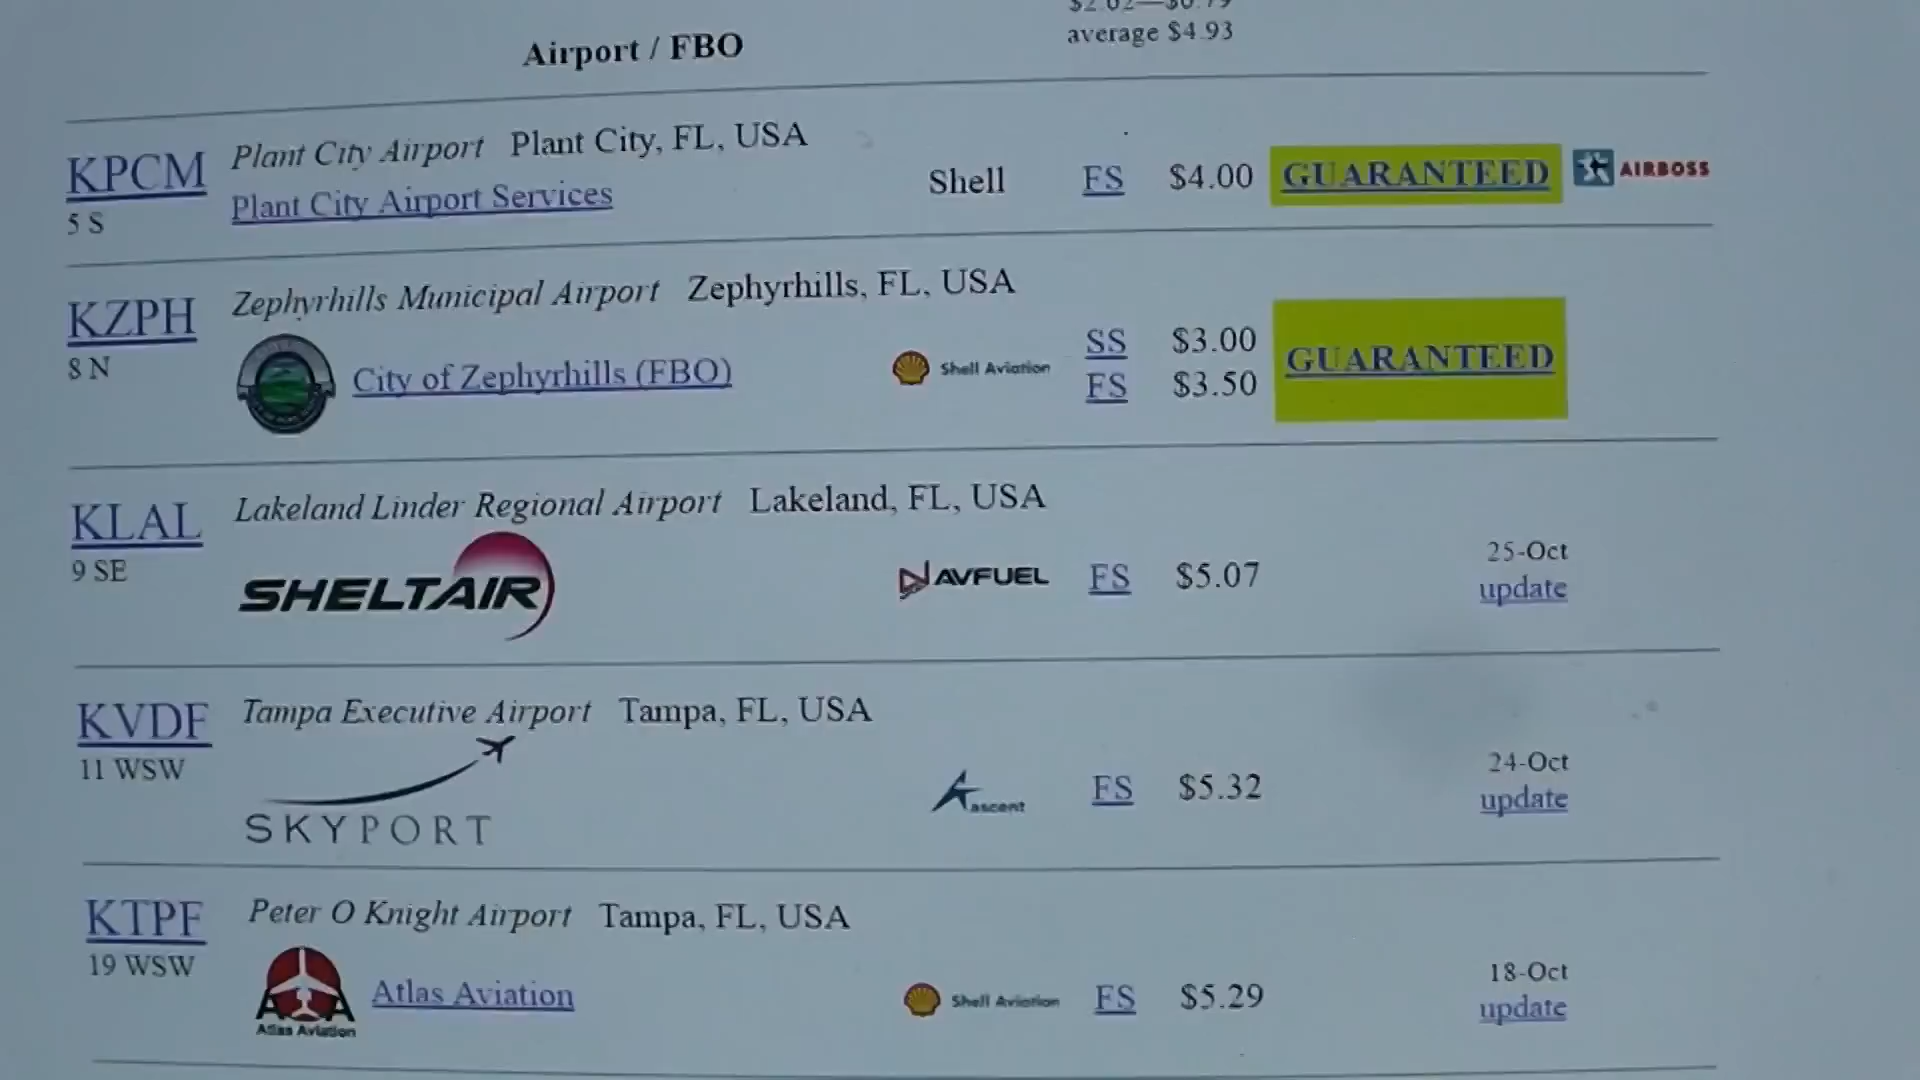 average $4.93
Airport / FBO
KPCM Plant City Airport Plant City, FL, USA
5 S Plant City Airport Services Shell FS $4.00 GUARANTEED AIRBOSS
KZPH Zephyrhills Municipal Airport Zephyrhills, FL, USA
8 N City of Zephyrhills (FBO) Shell Aviation SS $3.00 GUARANTEED
FS $3.50
KLAL Lakeland Linder Regional Airport Lakeland, FL, USA
9 SE SHELTAIR AVFUEL FS $5.07 25-Oct
update
KVDF Tampa Executive Airport Tampa, FL, USA
11 WSW SKYPORT Ascent FS $5.32 24-Oct
update
KTPF Peter O Knight Airport Tampa, FL, USA
19 WSW Atlas Aviation Atlas Aviation Shell Aviation FS $5.29 18-Oct
update